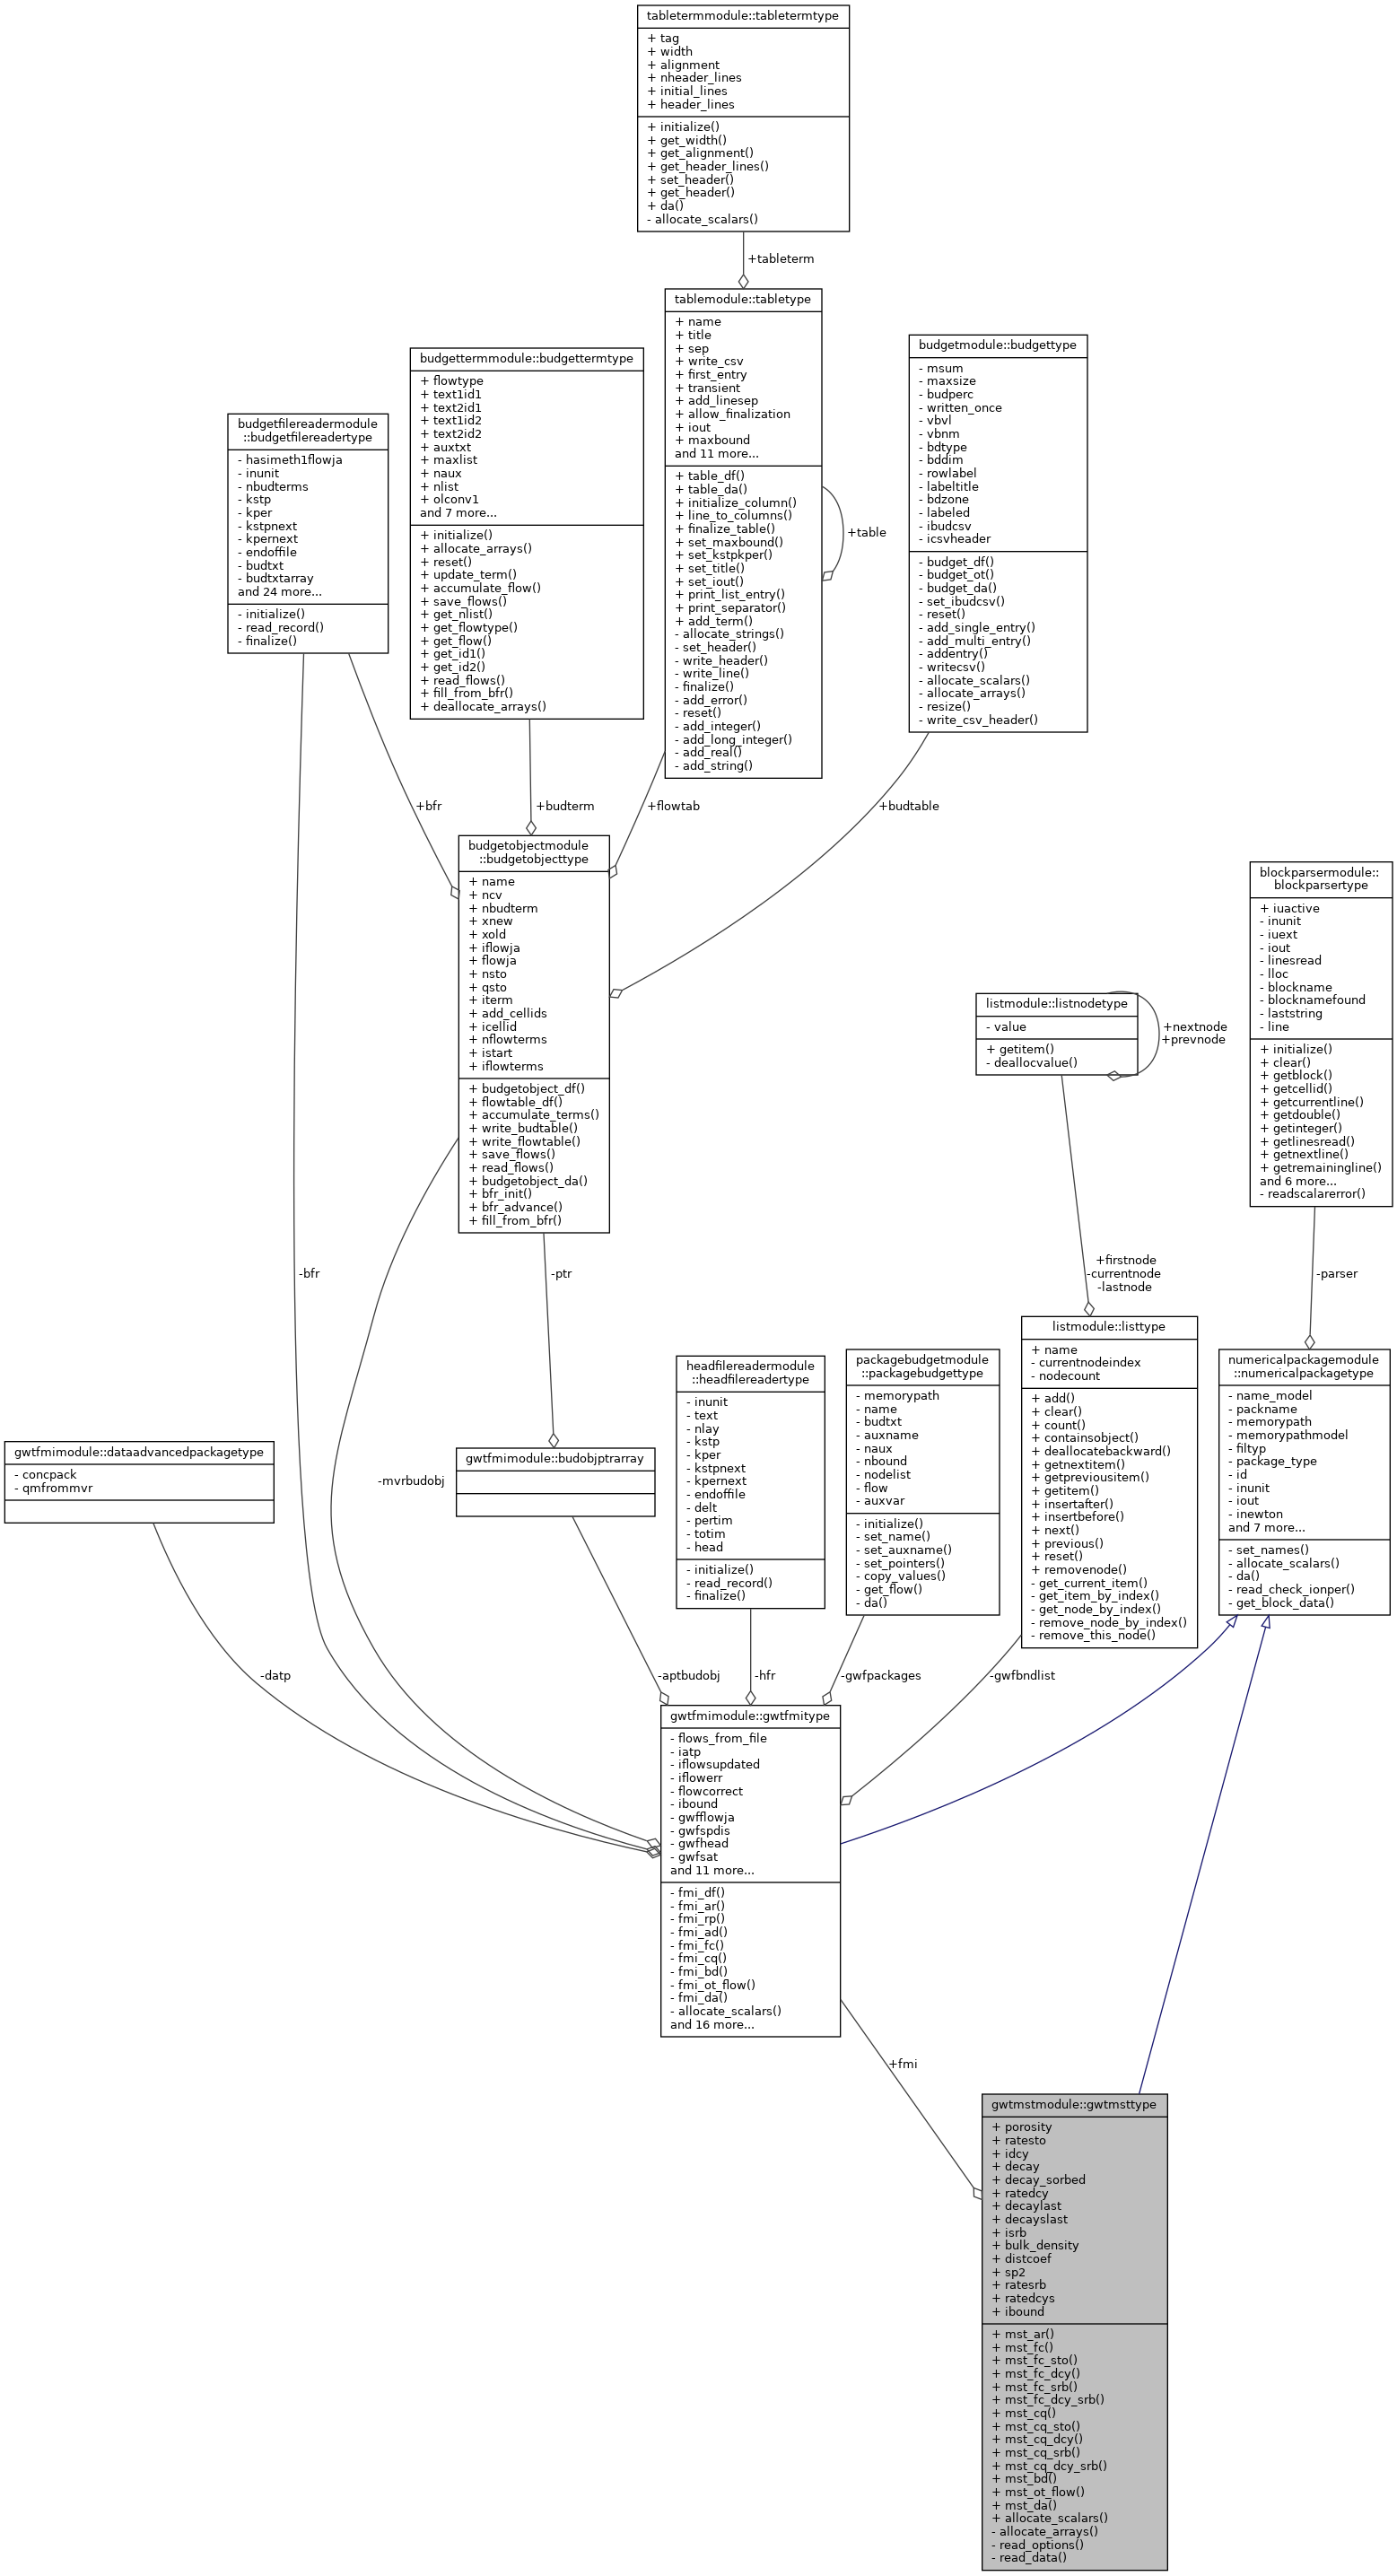 tabletermmodule::tabletermtype
+ tag
+ width
+ alignment
+ nheader_lines
+ initial_lines
+ header_lines
+ initialize()
+ get_width()
+ get_alignment()
+ get_header_lines()
+ set_header()
+ get_header()
+ da()
- allocate_scalars()
+tableterm
tablemodule::tabletype
+ name
+ title
+ sep
+ write_csv
+ first_entry
+ transient
+ add_linesep
+ allow_finalization
+ iout
+ maxbound
and 11 more...
+ table_df()
+ table_da()
+ initialize_column()
+ line_to_columns()
+ finalize_table()
+ set_maxbound()
+ set_kstpkper()
+ set_title()
+ set_iout()
+ print_list_entry()
+ print_separator()
+ add_term()
- allocate_strings()
- set_header()
- write_header()
- write_line()
- finalize()
- add_error()
- reset()
- add_integer()
- add_long_integer()
- add_real()
- add_string()
+table
budgetmodule::budgettype
- msum
- maxsize
- budperc
- written_once
- vbvl
- vbnm
- bdtype
- bddim
- rowlabel
- labeltitle
- bdzone
- labeled
- ibudcsv
- icsvheader
- budget_df()
- budget_ot()
- budget_da()
- set_ibudcsv()
- reset()
- add_single_entry()
- add_multi_entry()
- addentry()
- writecsv()
- allocate_scalars()
- allocate_arrays()
- resize()
- write_csv_header()
budgettermmodule::budgettermtype
+ flowtype
+ text1id1
+ text2id1
+ text1id2
+ text2id2
+ auxtxt
+ maxlist
+ naux
+ nlist
+ olconv1
and 7 more...
+ initialize()
+ allocate_arrays()
+ reset()
+ update_term()
+ accumulate_flow()
+ save_flows()
+ get_nlist()
+ get_flowtype()
+ get_flow()
+ get_id1()
+ get_id2()
+ read_flows()
+ fill_from_bfr()
+ deallocate_arrays()
budgetfilereadermodule
::budgetfilereadertype
- hasimeth1flowja
- inunit
- nbudterms
- kstp
- kper
- kstpnext
- kpernext
- endoffile
- budtxt
- budtxtarray
and 24 more...
- initialize()
- read_record()
- finalize()
+bfr
+budterm
+flowtab
+budtable
budgetobjectmodule
::budgetobjecttype
+ name
+ ncv
+ nbudterm
+ xnew
+ xold
+ iflowja
+ flowja
+ nsto
+ qsto
+ iterm
+ add_cellids
+ icellid
+ nflowterms
+ istart
+ iflowterms
+ budgetobject_df()
+ flowtable_df()
+ accumulate_terms()
+ write_budtable()
+ write_flowtable()
+ save_flows()
+ read_flows()
+ budgetobject_da()
+ bfr_init()
+ bfr_advance()
+ fill_from_bfr()
blockparsermodule::
blockparsertype
+ iuactive
- inunit
- iuext
- iout
- linesread
- lloc
- blockname
- blocknamefound
- laststring
- line
+ initialize()
+ clear()
+ getblock()
+ getcellid()
+ getcurrentline()
+ getdouble()
+ getinteger()
+ getlinesread()
+ getnextline()
+ getremainingline()
and 6 more...
- readscalarerror()
listmodule::listnodetype
- value
+ getitem()
- deallocvalue()
+nextnode
+prevnode
-bfr
-ptr
+firstnode
-currentnode
-lastnode
-parser
listmodule::listtype
+ name
- currentnodeindex
- nodecount
+ add()
+ clear()
+ count()
+ containsobject()
+ deallocatebackward()
+ getnextitem()
+ getpreviousitem()
+ getitem()
+ insertafter()
+ insertbefore()
+ next()
+ previous()
+ reset()
+ removenode()
- get_current_item()
- get_item_by_index()
- get_node_by_index()
- remove_node_by_index()
- remove_this_node()
numericalpackagemodule
::numericalpackagetype
- name_model
- packname
- memorypath
- memorypathmodel
- filtyp
- package_type
- id
- inunit
- iout
- inewton
and 7 more...
- set_names()
- allocate_scalars()
- da()
- read_check_ionper()
- get_block_data()
packagebudgetmodule
::packagebudgettype
- memorypath
- name
- budtxt
- auxname
- naux
- nbound
- nodelist
- flow
- auxvar
- initialize()
- set_name()
- set_auxname()
- set_pointers()
- copy_values()
- get_flow()
- da()
headfilereadermodule
::headfilereadertype
- inunit
- text
- nlay
- kstp
- kper
- kstpnext
- kpernext
- endoffile
- delt
- pertim
- totim
- head
- initialize()
- read_record()
- finalize()
gwtfmimodule::budobjptrarray
-mvrbudobj
gwtfmimodule::dataadvancedpackagetype
- concpack
- qmfrommvr
-datp
-aptbudobj
-hfr
-gwfpackages
-gwfbndlist
gwtfmimodule::gwtfmitype
- flows_from_file
- iatp
- iflowsupdated
- iflowerr
- flowcorrect
- ibound
- gwfflowja
- gwfspdis
- gwfhead
- gwfsat
and 11 more...
- fmi_df()
- fmi_ar()
- fmi_rp()
- fmi_ad()
- fmi_fc()
- fmi_cq()
- fmi_bd()
- fmi_ot_flow()
- fmi_da()
- allocate_scalars()
and 16 more...
+fmi
gwtmstmodule::gwtmsttype
+ porosity
+ ratesto
+ idcy
+ decay
+ decay_sorbed
+ ratedcy
+ decaylast
+ decayslast
+ isrb
+ bulk_density
+ distcoef
+ sp2
+ ratesrb
+ ratedcys
+ ibound
+ mst_ar()
+ mst_fc()
+ mst_fc_sto()
+ mst_fc_dcy()
+ mst_fc_srb()
+ mst_fc_dcy_srb()
+ mst_cq()
+ mst_cq_sto()
+ mst_cq_dcy()
+ mst_cq_srb()
+ mst_cq_dcy_srb()
+ mst_bd()
+ mst_ot_flow()
+ mst_da()
+ allocate_scalars()
- allocate_arrays()
- read_options()
- read_data()